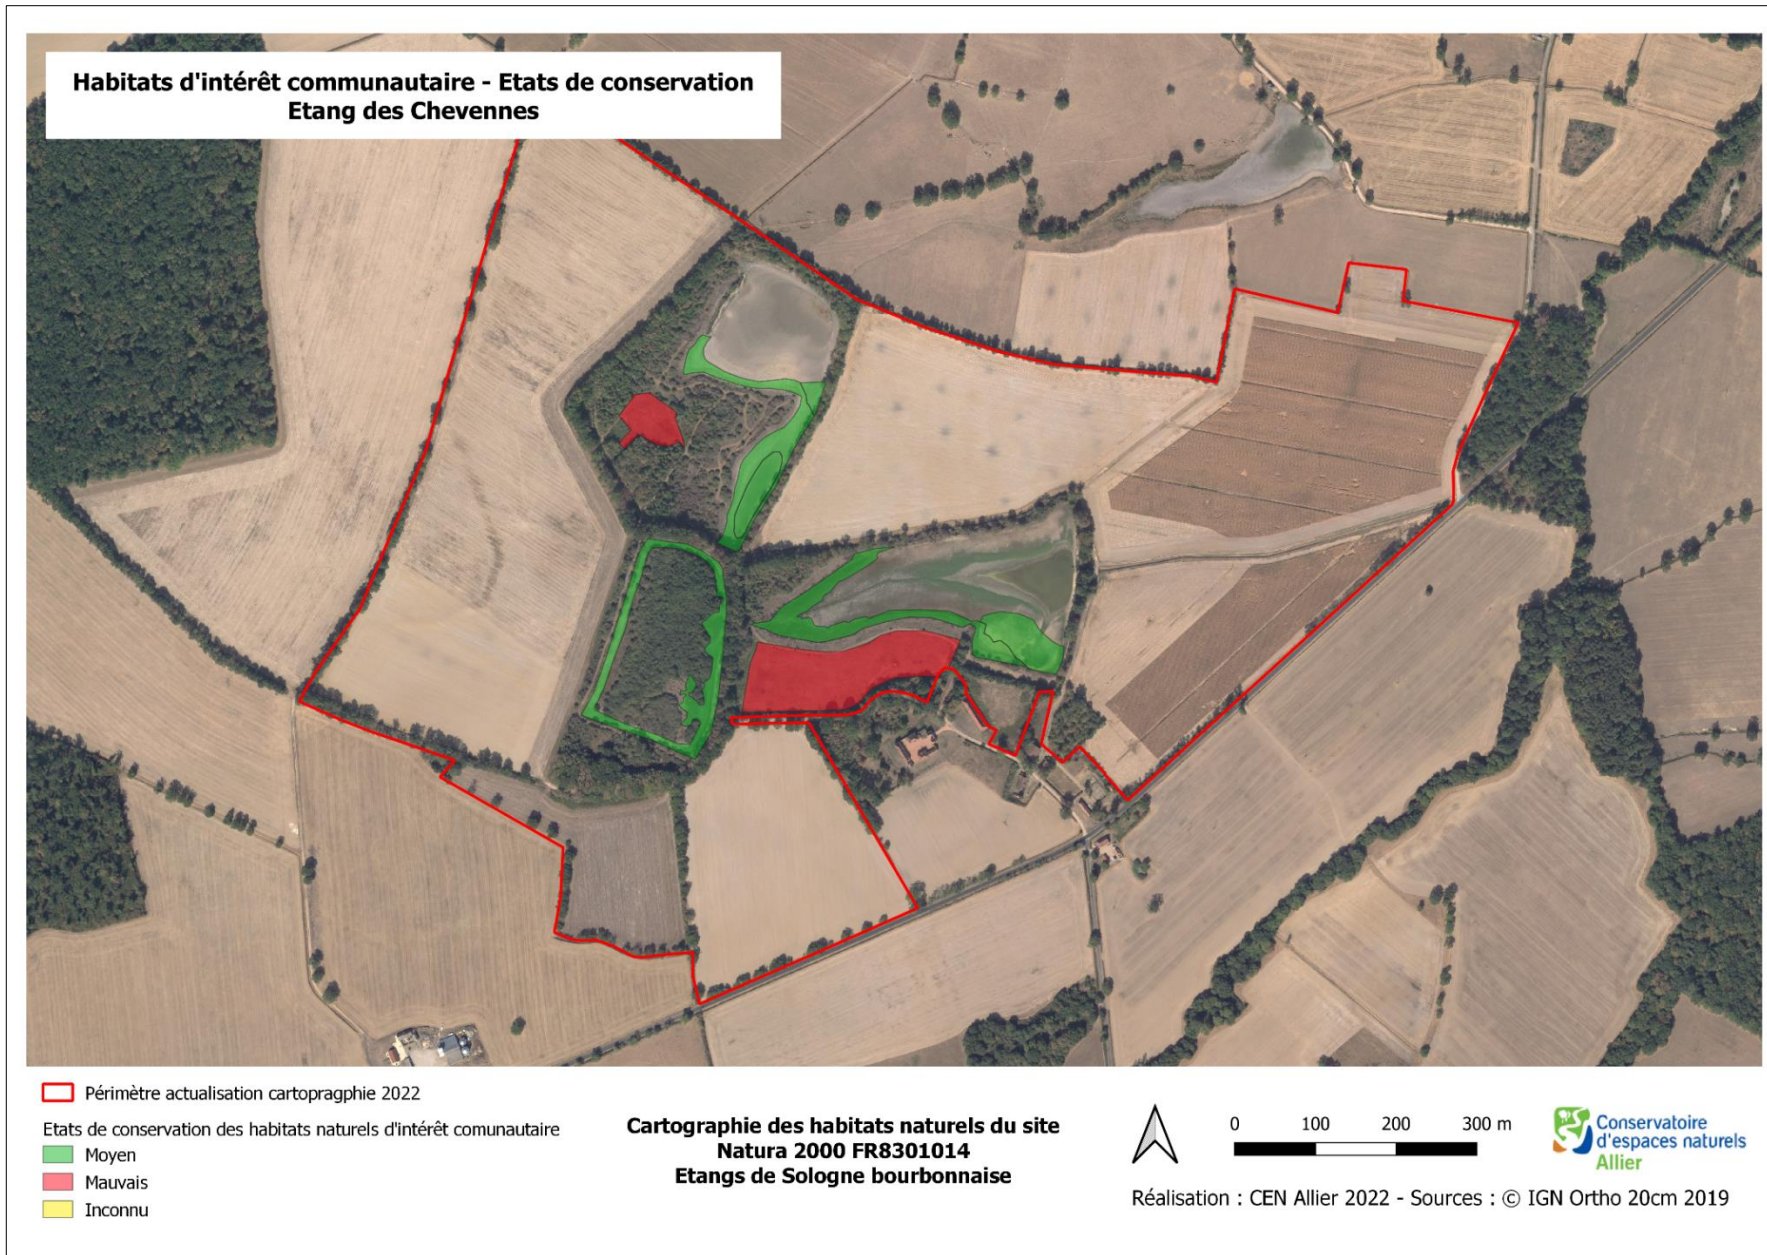 Habitats d'intérêt communautaire - Etats de conservation
Etang des Chevennes
Périmètre actualisation cartopragphie 2022
Etats de conservation des habitats naturels d'intérêt comunautaire
Moyen
Mauvais
Inconnu
Cartographie des habitats naturels du site
Natura 2000 FR8301014
Etangs de Sologne bourbonnaise
0 100 200 300 m
Conservatoire
d'espaces naturels
Allier
Réalisation : CEN Allier 2022 - Sources : © IGN Ortho 20cm 2019